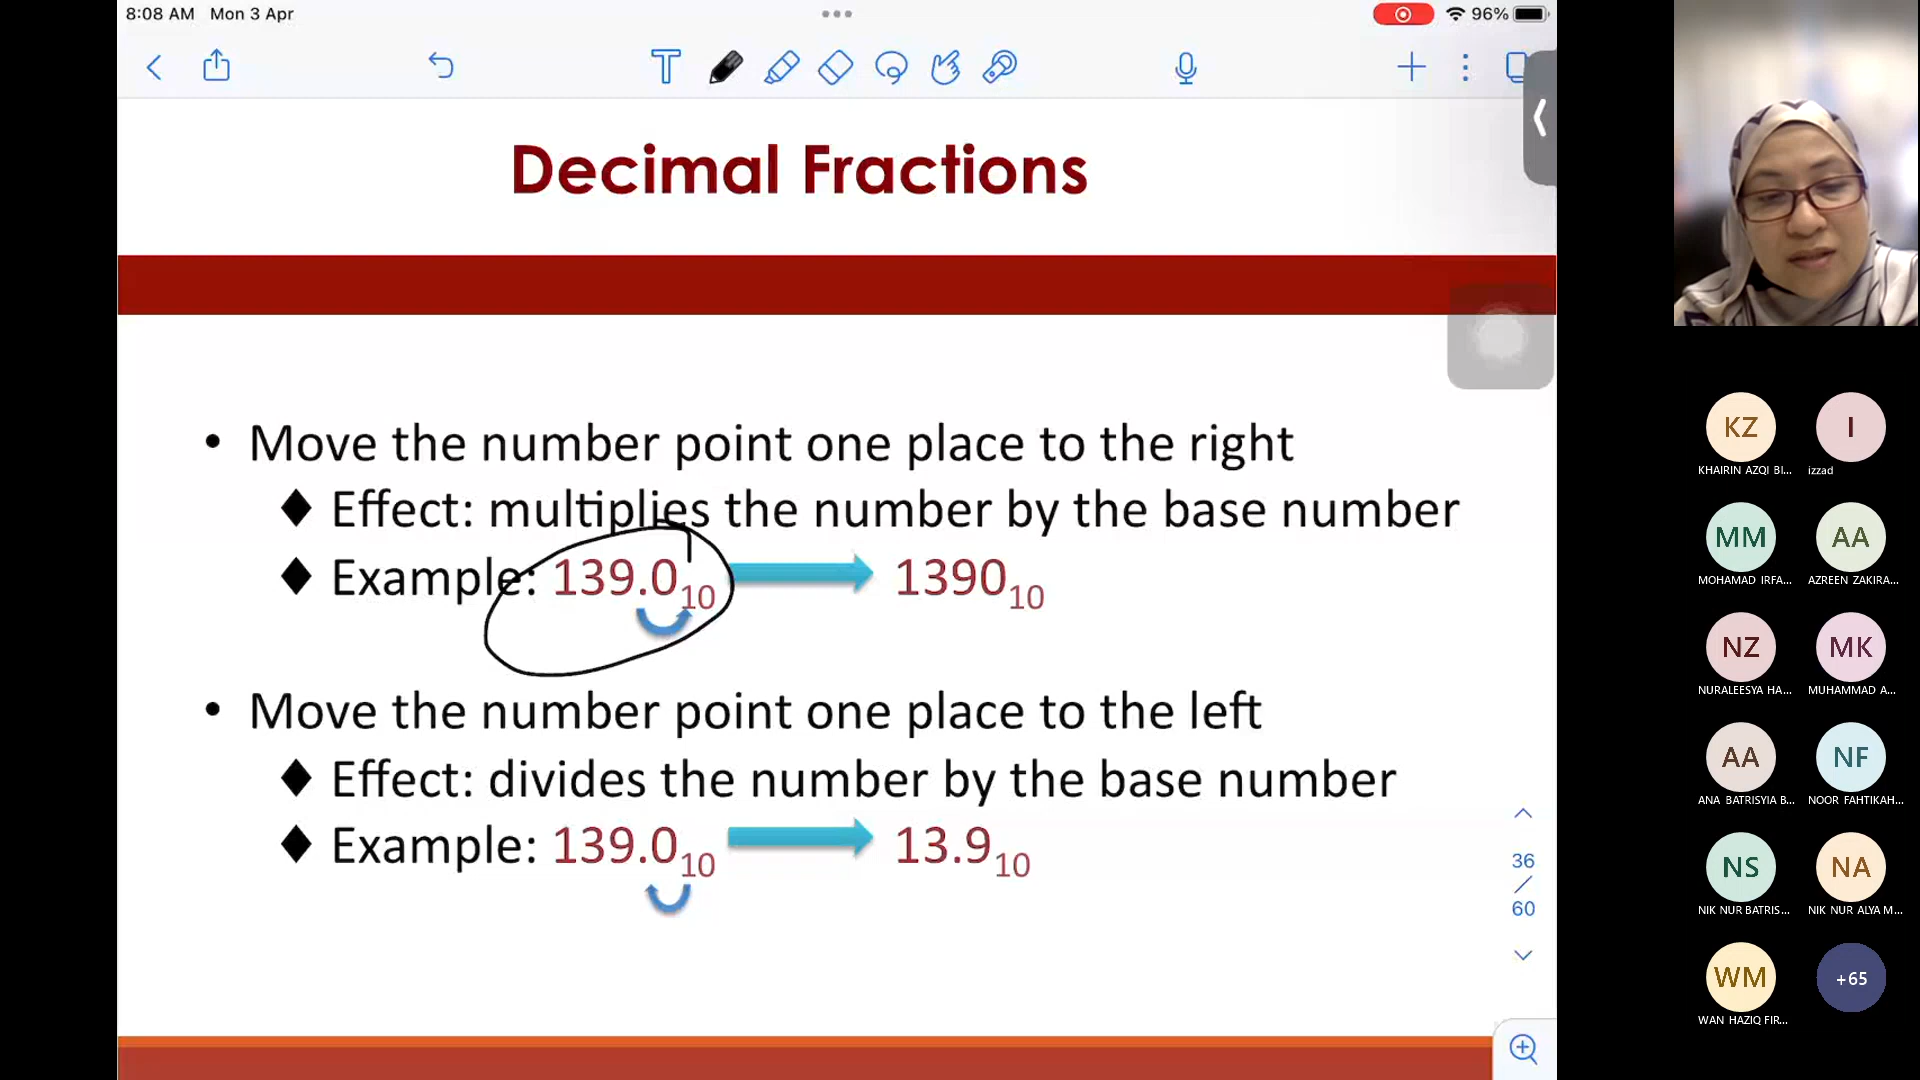 8:08 AM Mon 3 Apr
96%
Decimal Fractions
• Move the number point one place to the right
♦ Effect: multiplies the number by the base number
♦ Example: 139.0₁₀ 1390₁₀
• Move the number point one place to the left
♦ Effect: divides the number by the base number
♦ Example: 139.0₁₀ 13.9₁₀
36
/
60
KZ I
KHAIRIN AZQI BI... izzad
MM AA
MOHAMAD IRFA... AZREEN ZAKIRA...
NZ MK
NURALEESYA HA... MUHAMMAD A...
AA NF
ANA BATRISYIA B... NOOR FAHTIKAH...
NS NA
NIK NUR BATRIS... NIK NUR ALYA M...
WM +65
WAN HAZIQ FIR...